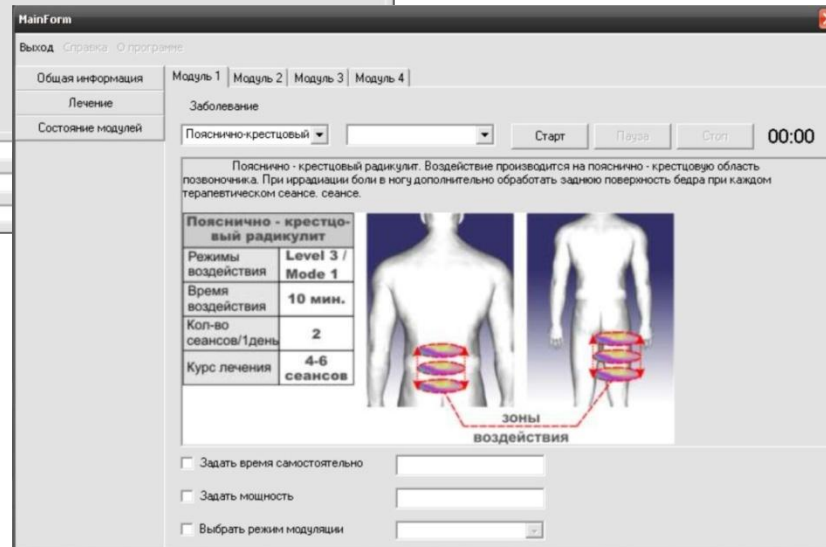 MainForm
Выход Справка О програме
Общая информация
Лечение
Состояние модулей
Модуль 1 Модуль 2 Модуль 3 Модуль 4
Заболевание
Пояснично-крестцовый Старт Пауза Стоп 00:00
Пояснично - крестцовый радикулит. Воздействие производится на пояснично - крестцовую область
позвоночника. При иррадиации боли в ногу дополнительно обработать заднюю поверхность бедра при каждом
терапевтическом сеансе. сеансе.
Пояснично - крестцо-
вый радикулит
Режимы воздействия Level 3 / Mode 1
Время воздействия 10 мин.
Кол-во сеансов/1день 2
Курс лечения 4-6 сеансов
зоны
воздействия
Задать время самостоятельно
Задать мощность
Выбрать режим модуляции